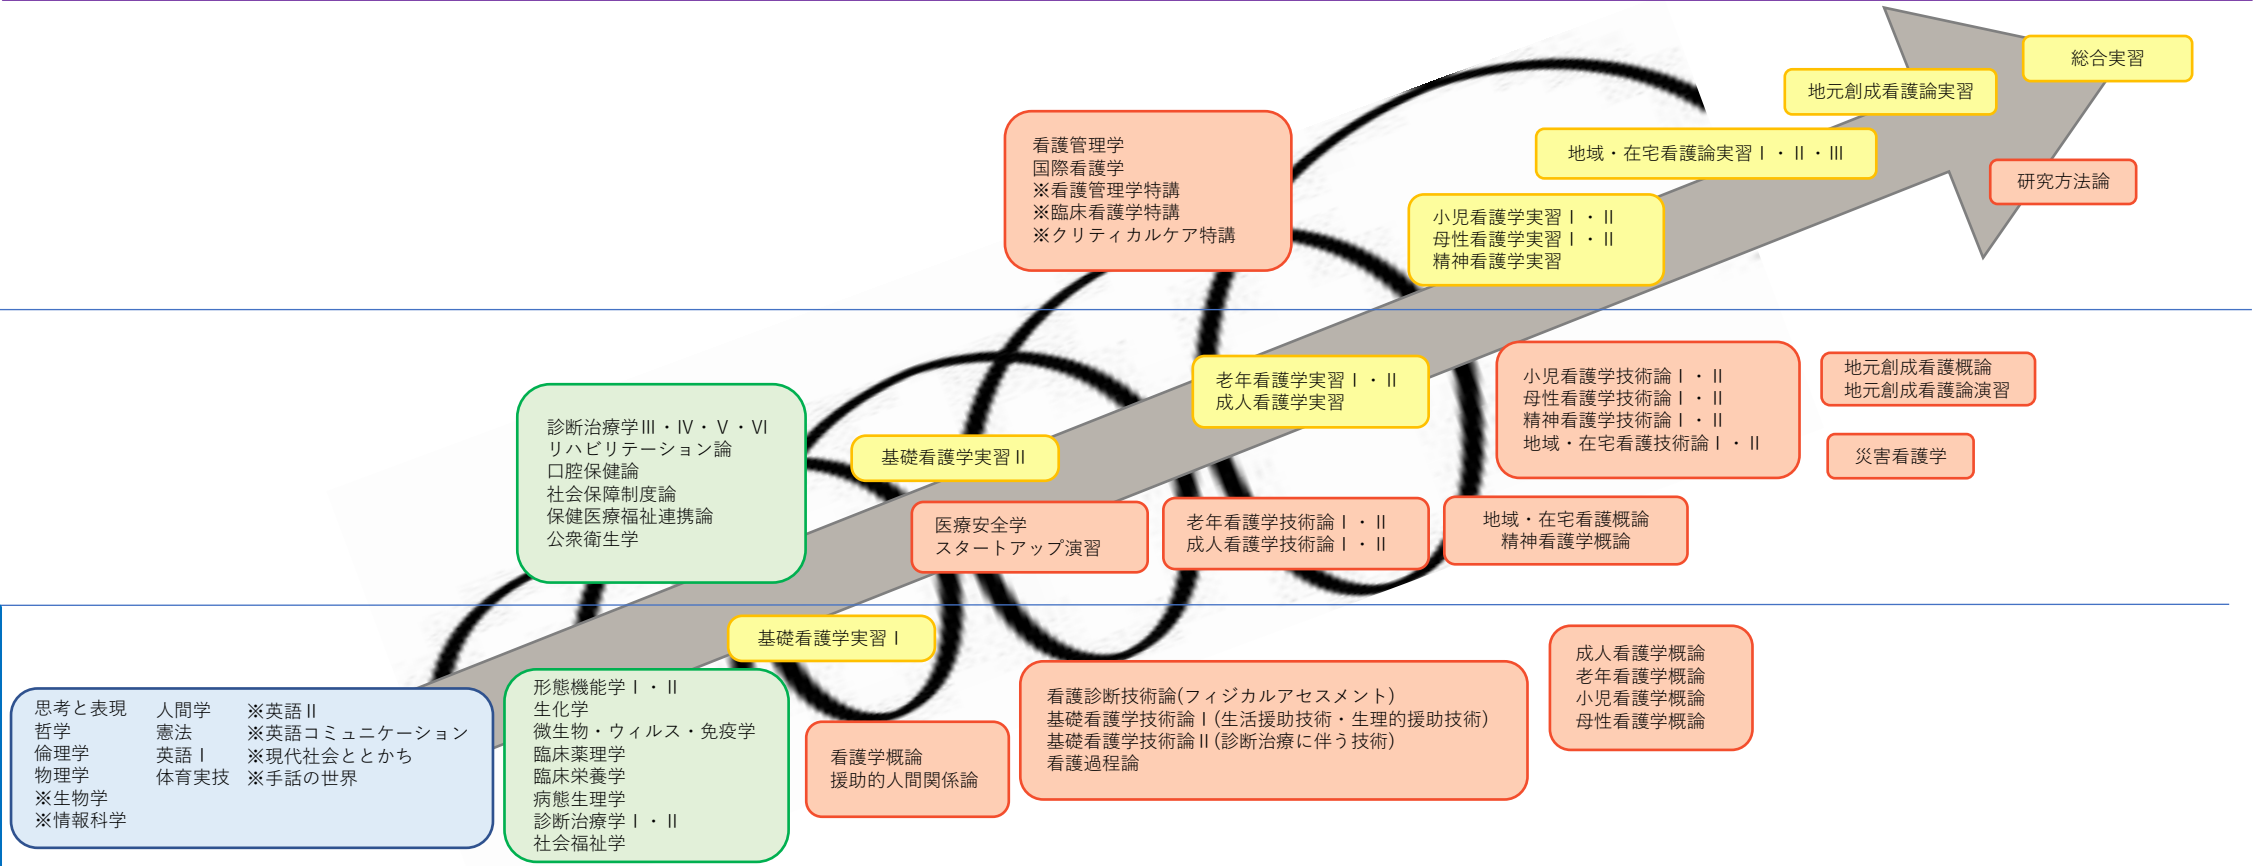 総合実習
地元創成看護論実習
地域・在宅看護論実習Ⅰ・Ⅱ・Ⅲ
研究方法論
看護管理学
国際看護学
※看護管理学特講
※臨床看護学特講
※クリティカルケア特講
小児看護学実習Ⅰ・Ⅱ
母性看護学実習Ⅰ・Ⅱ
精神看護学実習
老年看護学実習Ⅰ・Ⅱ
成人看護学実習
小児看護学技術論Ⅰ・Ⅱ
母性看護学技術論Ⅰ・Ⅱ
精神看護学技術論Ⅰ・Ⅱ
地域・在宅看護技術論Ⅰ・Ⅱ
地元創成看護概論
地元創成看護論演習
災害看護学
診断治療学Ⅲ・Ⅳ・Ⅴ・Ⅵ
リハビリテーション論
口腔保健論
社会保障制度論
保健医療福祉連携論
公衆衛生学
基礎看護学実習Ⅱ
医療安全学
スタートアップ演習
老年看護学技術論Ⅰ・Ⅱ
成人看護学技術論Ⅰ・Ⅱ
地域・在宅看護概論
精神看護学概論
基礎看護学実習Ⅰ
思考と表現
哲学
倫理学
物理学
※生物学
※情報科学
人間学
憲法
英語Ⅰ
体育実技
※英語Ⅱ
※英語コミュニケーション
※現代社会ととかち
※手話の世界
形態機能学Ⅰ・Ⅱ
生化学
微生物・ウィルス・免疫学
臨床薬理学
臨床栄養学
病態生理学
診断治療学Ⅰ・Ⅱ
社会福祉学
看護学概論
援助的人間関係論
看護診断技術論(フィジカルアセスメント)
基礎看護学技術論Ⅰ(生活援助技術・生理的援助技術)
基礎看護学技術論Ⅱ(診断治療に伴う技術)
看護過程論
成人看護学概論
老年看護学概論
小児看護学概論
母性看護学概論